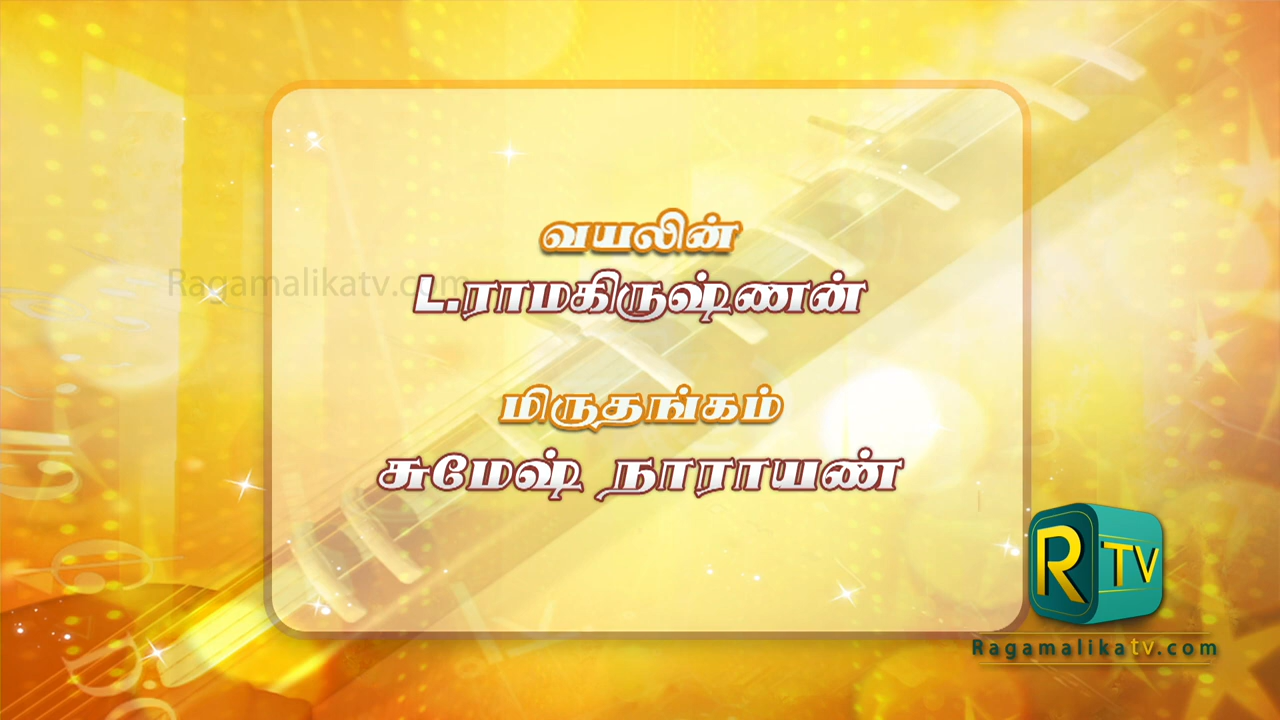 வயலின்
Ragamalikatv.com
L.ராமகிருஷ்ணன்
மிருதங்கம்
சுமேஷ் நாராயண்
R TV
Ragamalikatv.com